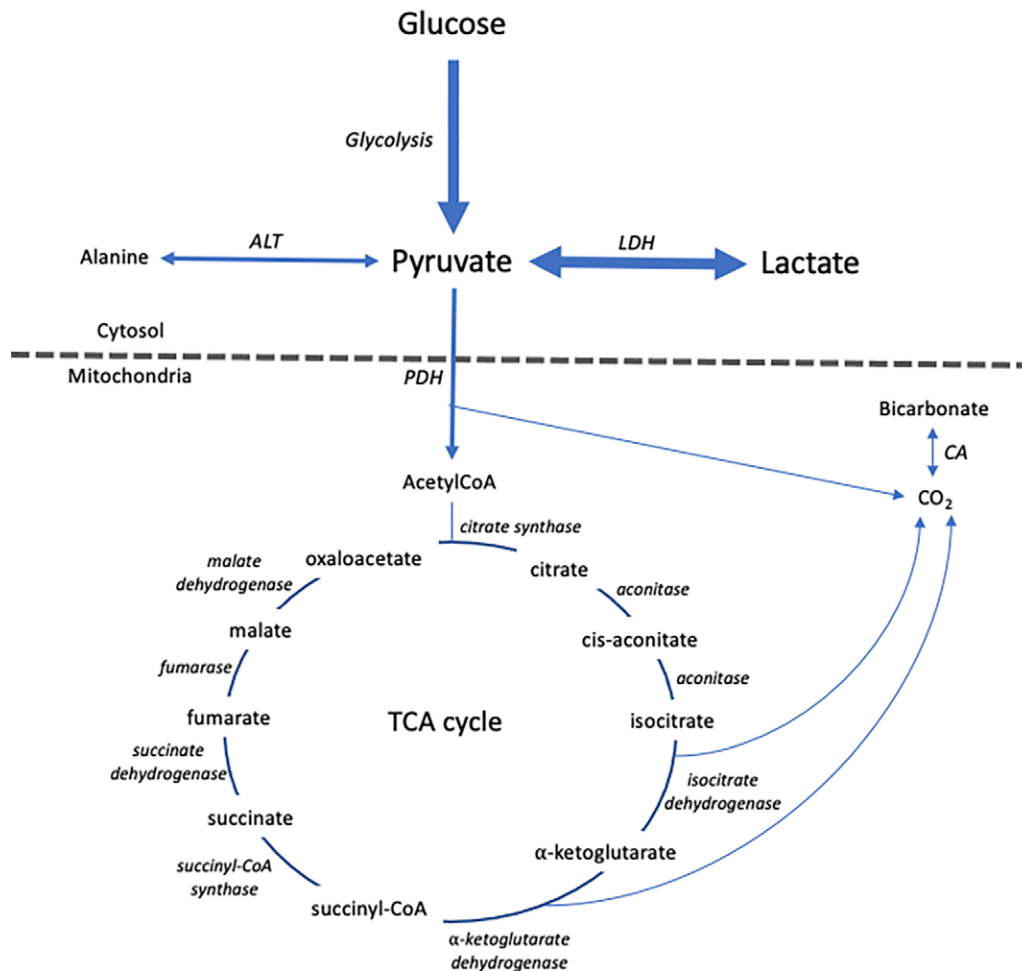 Glucose
Glycolysis
ALT
LDH
Alanine
Pyruvate
Lactate
Cytosol
Mitochondria
PDH
Bicarbonate
CA
CO₂
AcetylCoA
citrate synthase
oxaloacetate
citrate
malate
dehydrogenase
aconitase
malate
cis-aconitate
fumarase
aconitase
fumarate
TCA cycle
isocitrate
succinate
dehydrogenase
isocitrate
dehydrogenase
succinate
α-ketoglutarate
succinyl-CoA
synthase
succinyl-CoA
α-ketoglutarate
dehydrogenase